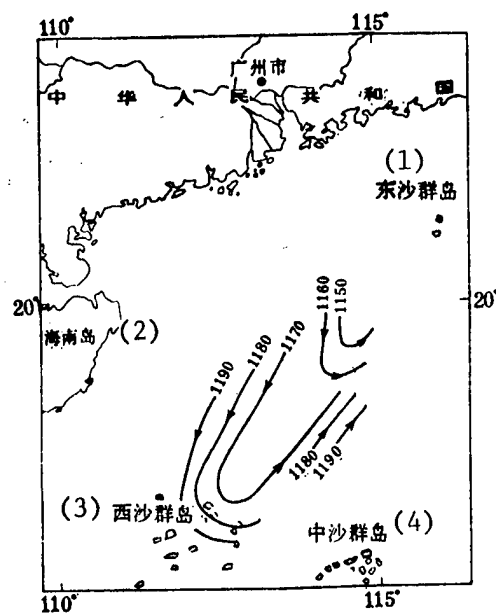 110°
115°
广州市
中 华 人 民 共 和 国
(1)
东沙群岛
20°
20°
1160
1150
1170
1180
1190
海南岛
(2)
1180
1190
(3)
西沙群岛
中沙群岛
(4)
110°
115°